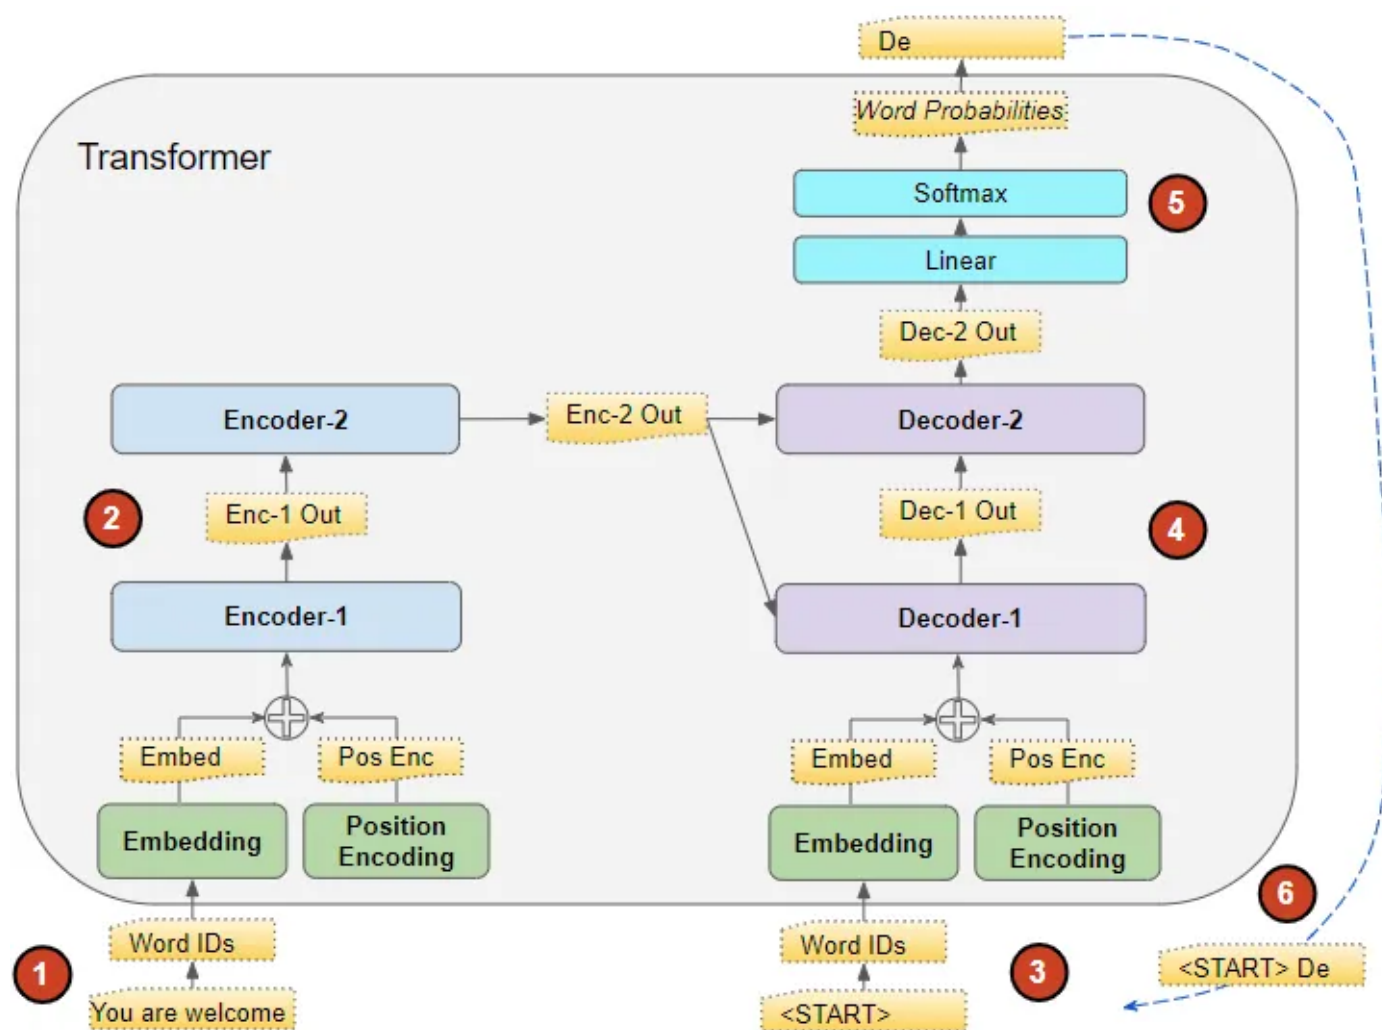 De
Word Probabilities
Transformer
Softmax
5
Linear
Dec-2 Out
Encoder-2
Enc-2 Out
Decoder-2
2
Enc-1 Out
Dec-1 Out
4
Encoder-1
Decoder-1
Embed
Pos Enc
Embed
Pos Enc
Embedding
Position
Encoding
Embedding
Position
Encoding
6
1
Word IDs
Word IDs
3
<START> De
You are welcome
<START>